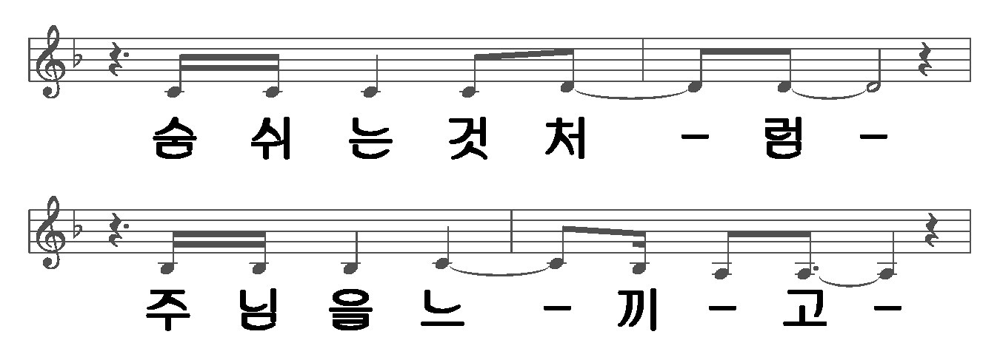 숨 쉬 는 것 처 - 럼 -
주 님 을 느 - 끼 - 고 -